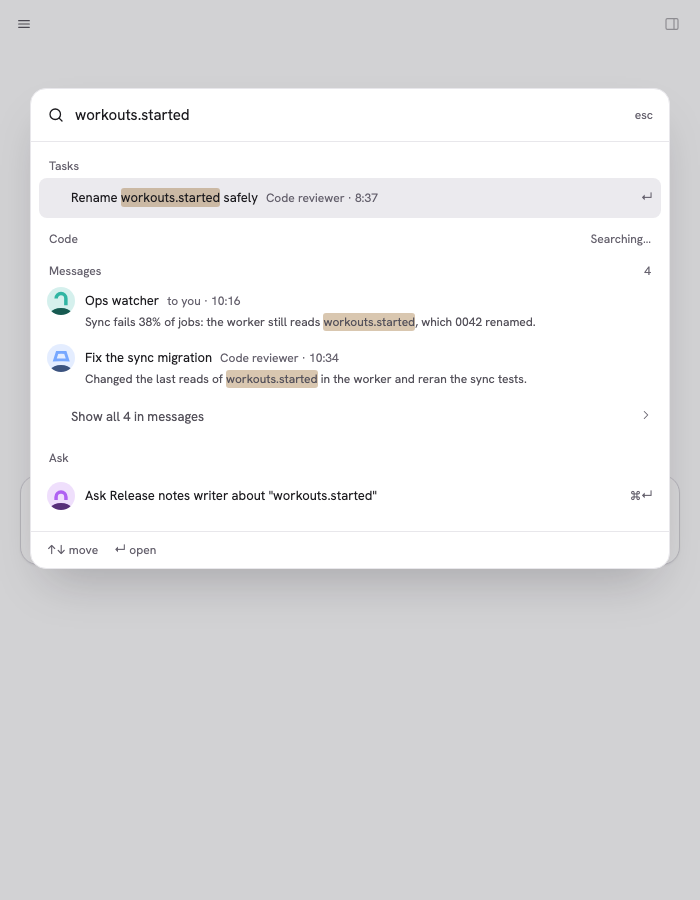 workouts.started esc
Tasks
Rename workouts.started safely Code reviewer · 8:37 ↵
Code Searching...
Messages 4
Ops watcher to you · 10:16
Sync fails 38% of jobs: the worker still reads workouts.started, which 0042 renamed.
Fix the sync migration Code reviewer · 10:34
Changed the last reads of workouts.started in the worker and reran the sync tests.
Show all 4 in messages
Ask
Ask Release notes writer about "workouts.started" ⌘↵
↑↓ move ↵ open